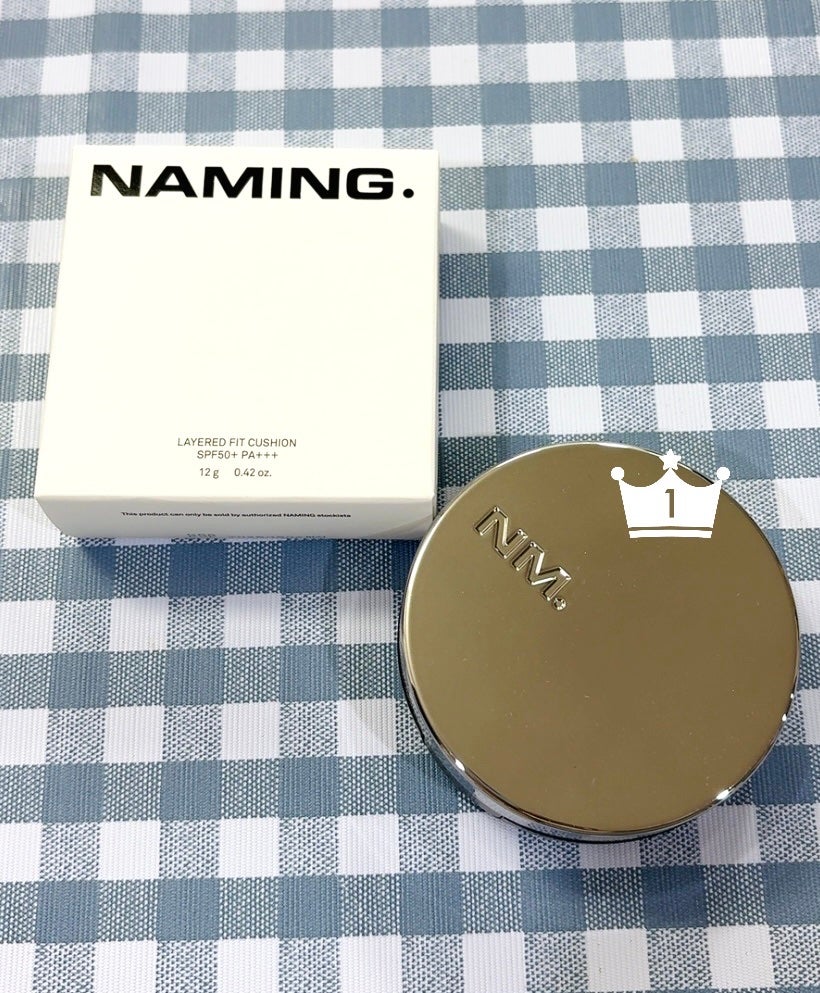 NAMING.
LAYERED FIT CUSHION
SPF50+ PA+++
12 g 0.42 oz.
This product can only be sold by authorized NAMING stockists
NM.
1